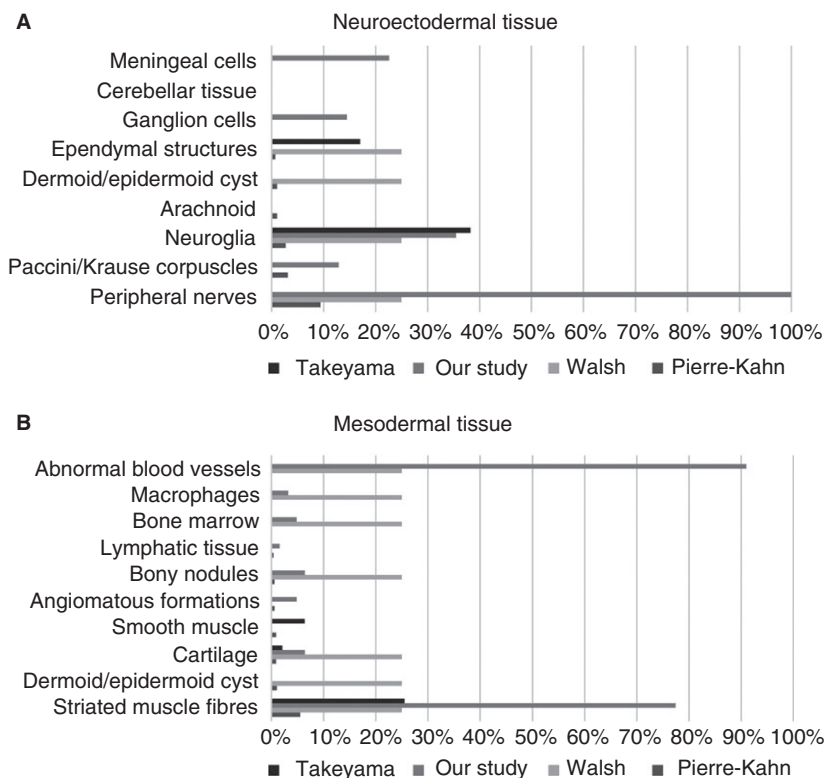 A
Neuroectodermal tissue
Meningeal cells
Cerebellar tissue
Ganglion cells
Ependymal structures
Dermoid/epidermoid cyst
Arachnoid
Neuroglia
Paccini/Krause corpuscles
Peripheral nerves
0% 10% 20% 30% 40% 50% 60% 70% 80% 90% 100%
Takeyama Our study Walsh Pierre-Kahn
B
Mesodermal tissue
Abnormal blood vessels
Macrophages
Bone marrow
Lymphatic tissue
Bony nodules
Angiomatous formations
Smooth muscle
Cartilage
Dermoid/epidermoid cyst
Striated muscle fibres
0% 10% 20% 30% 40% 50% 60% 70% 80% 90% 100%
Takeyama Our study Walsh Pierre-Kahn